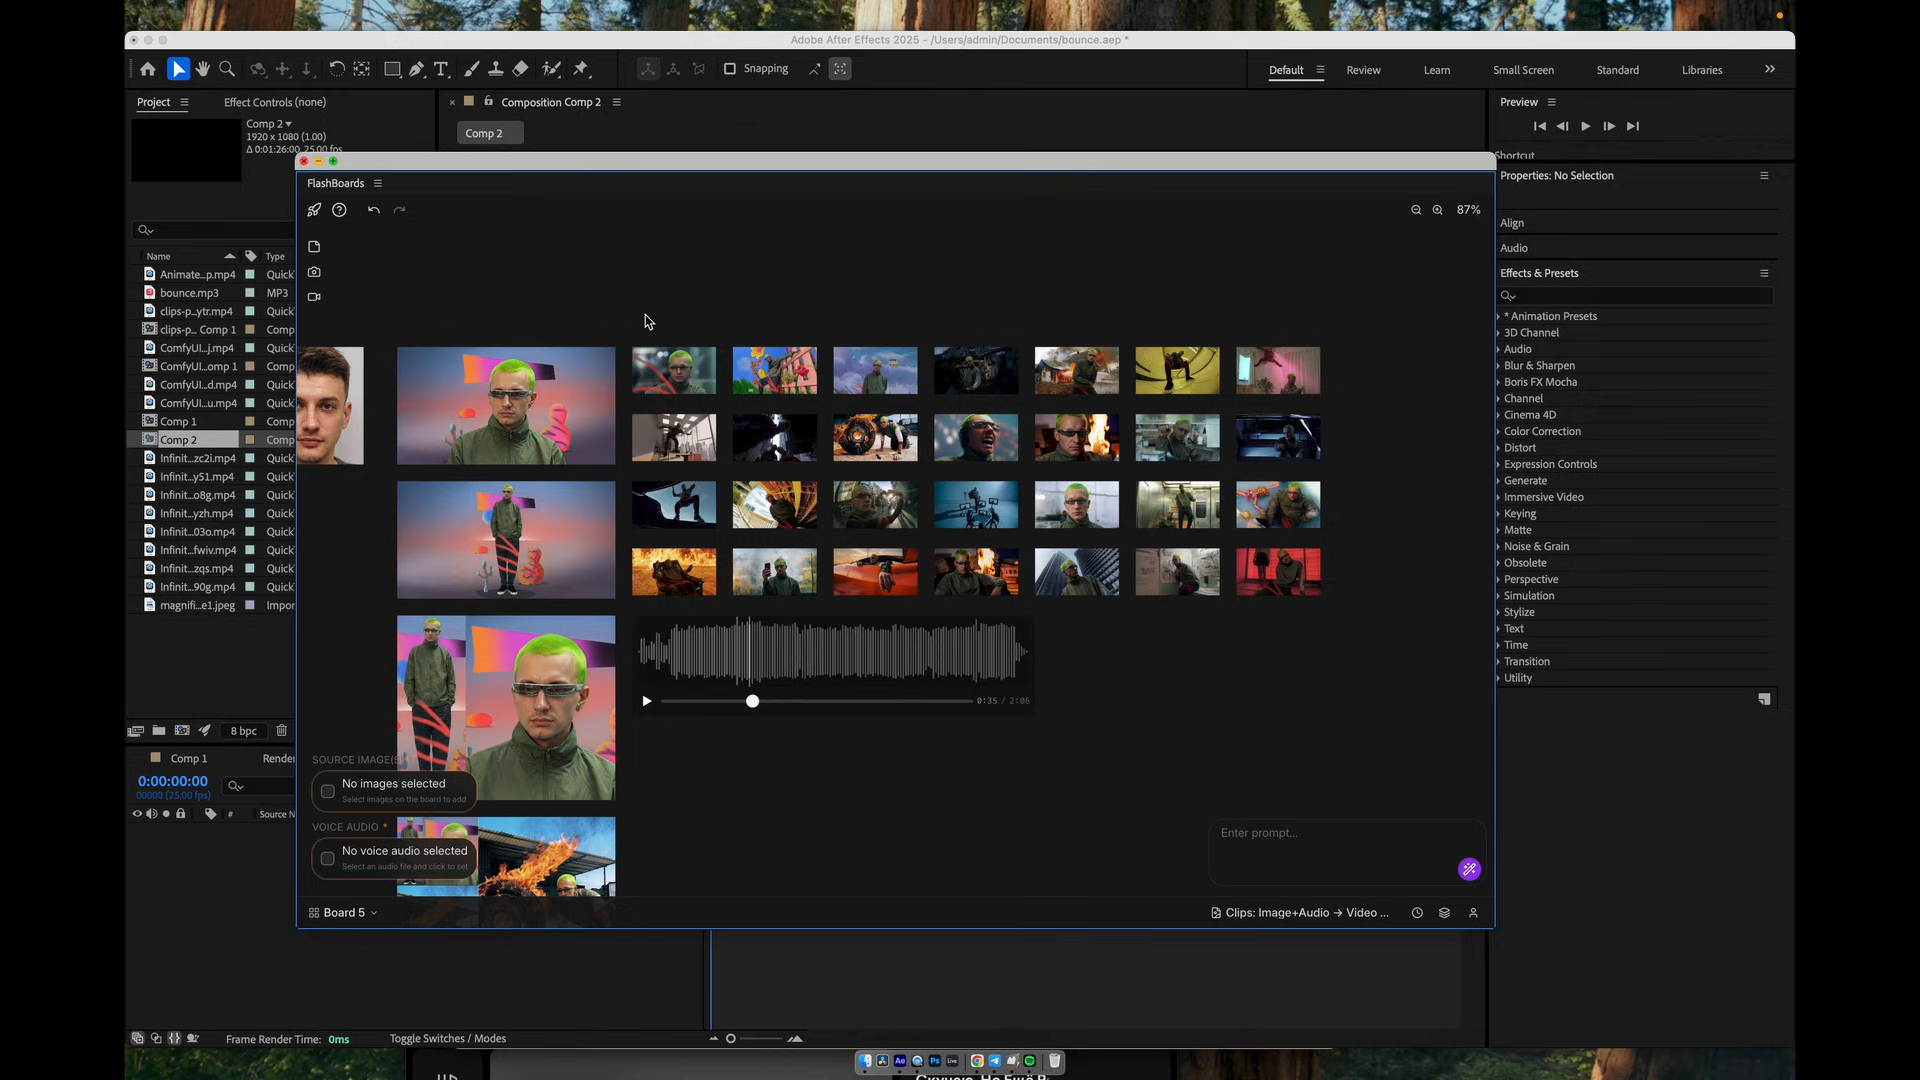 Adobe After Effects 2025 - /Users/admin/Documents/bounce.aep *
Snapping
Default
Review
Learn
Small Screen
Standard
Libraries
Project
Effect Controls (none)
Composition Comp 2
Comp 2
Preview
Shortcut
Comp 2
1920 x 1080 (1.00)
Δ 0:01:26:00, 25.00 fps
Properties: No Selection
Align
Audio
Effects & Presets
* Animation Presets
3D Channel
Audio
Blur & Sharpen
Boris FX Mocha
Channel
Cinema 4D
Color Correction
Distort
Expression Controls
Generate
Immersive Video
Keying
Matte
Noise & Grain
Obsolete
Perspective
Simulation
Stylize
Text
Time
Transition
Utility
Name
Type
Animate...p.mp4 Quick
bounce.mp3 MP3
clips-p...ytr.mp4 Quick
clips-p... Comp 1 Comp
ComfyUI...j.mp4 Quick
ComfyUI...omp 1 Comp
ComfyUI...d.mp4 Quick
ComfyUI...u.mp4 Quick
Comp 1 Comp
Comp 2 Comp
Infinit...zc2i.mp4 Quick
Infinit...y51.mp4 Quick
Infinit...o8g.mp4 Quick
Infinit...yzh.mp4 Quick
Infinit...03o.mp4 Quick
Infinit...fwiv.mp4 Quick
Infinit...zqs.mp4 Quick
Infinit...90g.mp4 Quick
magnifi...e1.jpeg Impor
8 bpc
Comp 1
Render
0:00:00:00
00000 (25.00 fps)
#
Source N
FlashBoards
87%
0:35 / 2:06
SOURCE IMAGE(S
No images selected
Select images on the board to add
VOICE AUDIO *
No voice audio selected
Select an audio file and click to set
Enter prompt...
Board 5
Clips: Image+Audio → Video ...
Frame Render Time: 0ms
Toggle Switches / Modes
Ae
Ps
Live